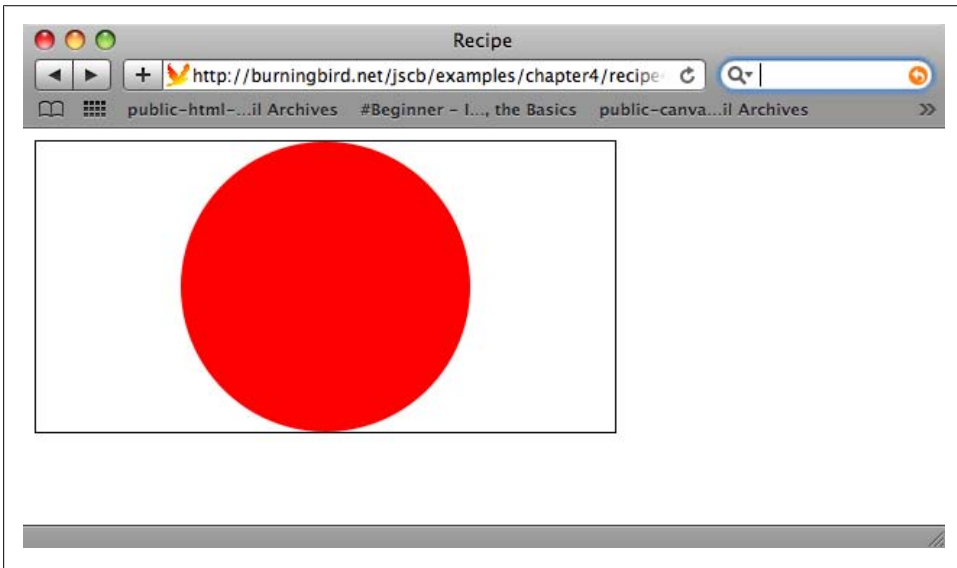 Recipe
http://burningbird.net/jscb/examples/chapter4/recipe
public-html-...il Archives #Beginner - I..., the Basics public-canva...il Archives